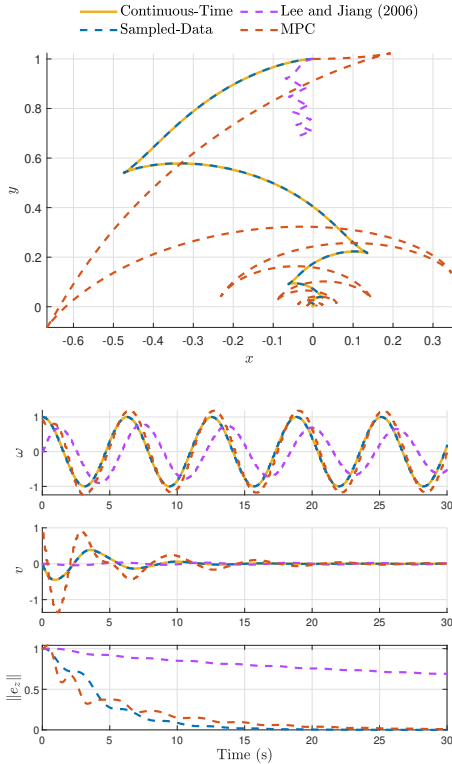 Continuous-Time Lee and Jiang (2006)
Sampled-Data MPC
1
0.8
0.6
y
0.4
0.2
0
-0.6 -0.5 -0.4 -0.3 -0.2 -0.1 0 0.1 0.2 0.3
x
1
ω 0
-1
0 5 10 15 20 25 30
1
v 0
-1
0 5 10 15 20 25 30
1
‖e_z‖ 0.5
0
0 5 10 15 20 25 30
Time (s)